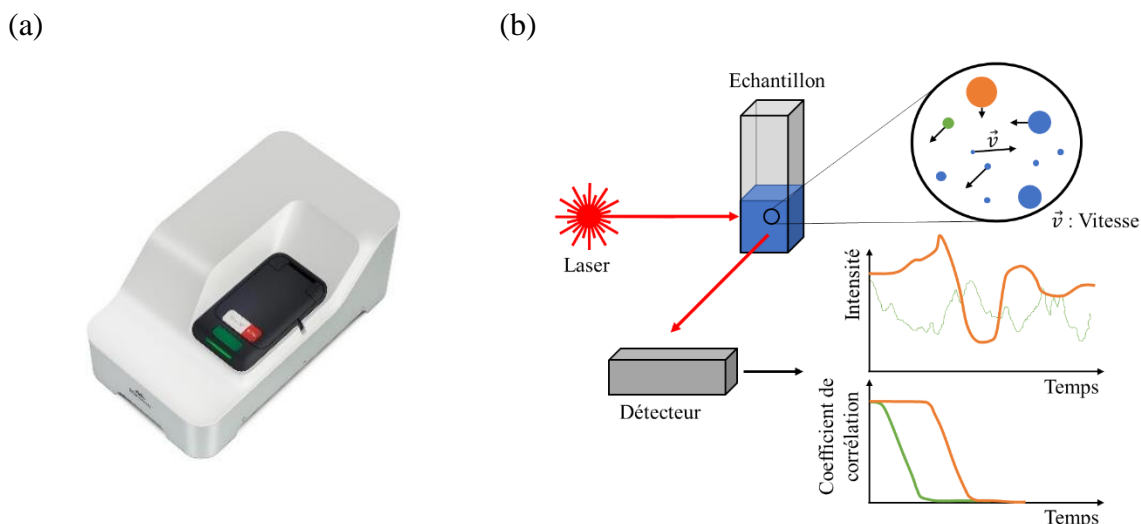 (a)
(b)
Echantillon
v⃗
v⃗ : Vitesse
Laser
Intensité
Temps
Détecteur
Coefficient de
corrélation
Temps